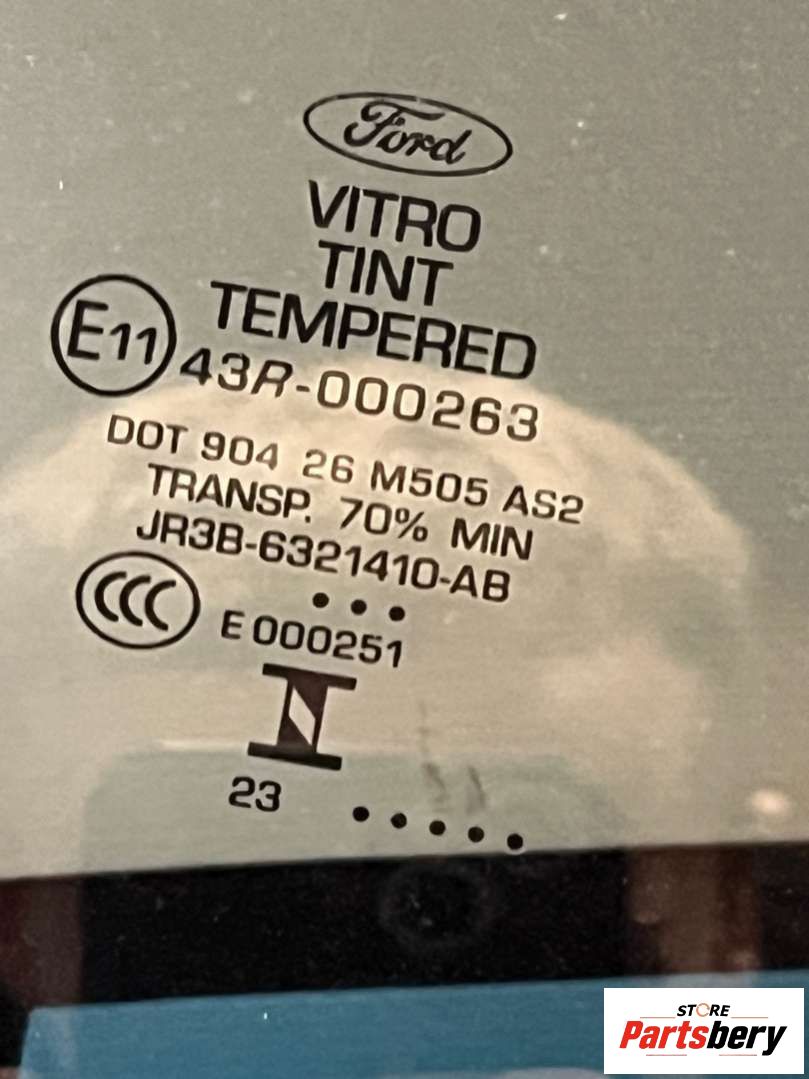 Ford
VITRO
TINT
TEMPERED
E11 43R-000263
DOT 904 26 M505 AS2
TRANSP. 70% MIN
JR3B-6321410-AB
CCC E 000251
23
STORE
Partsbery